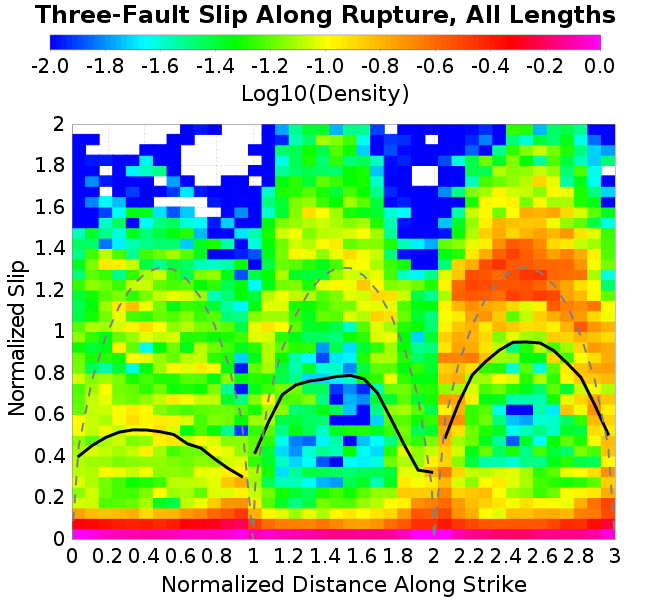 Three-Fault Slip Along Rupture, All Lengths
-2.0 -1.8 -1.6 -1.4 -1.2 -1.0 -0.8 -0.6 -0.4 -0.2 0.0
Log10(Density)
Normalized Slip
2
1.8
1.6
1.4
1.2
1
0.8
0.6
0.4
0.2
0
0 0.2 0.4 0.6 0.8 1 1.2 1.4 1.6 1.8 2 2.2 2.4 2.6 2.8 3
Normalized Distance Along Strike